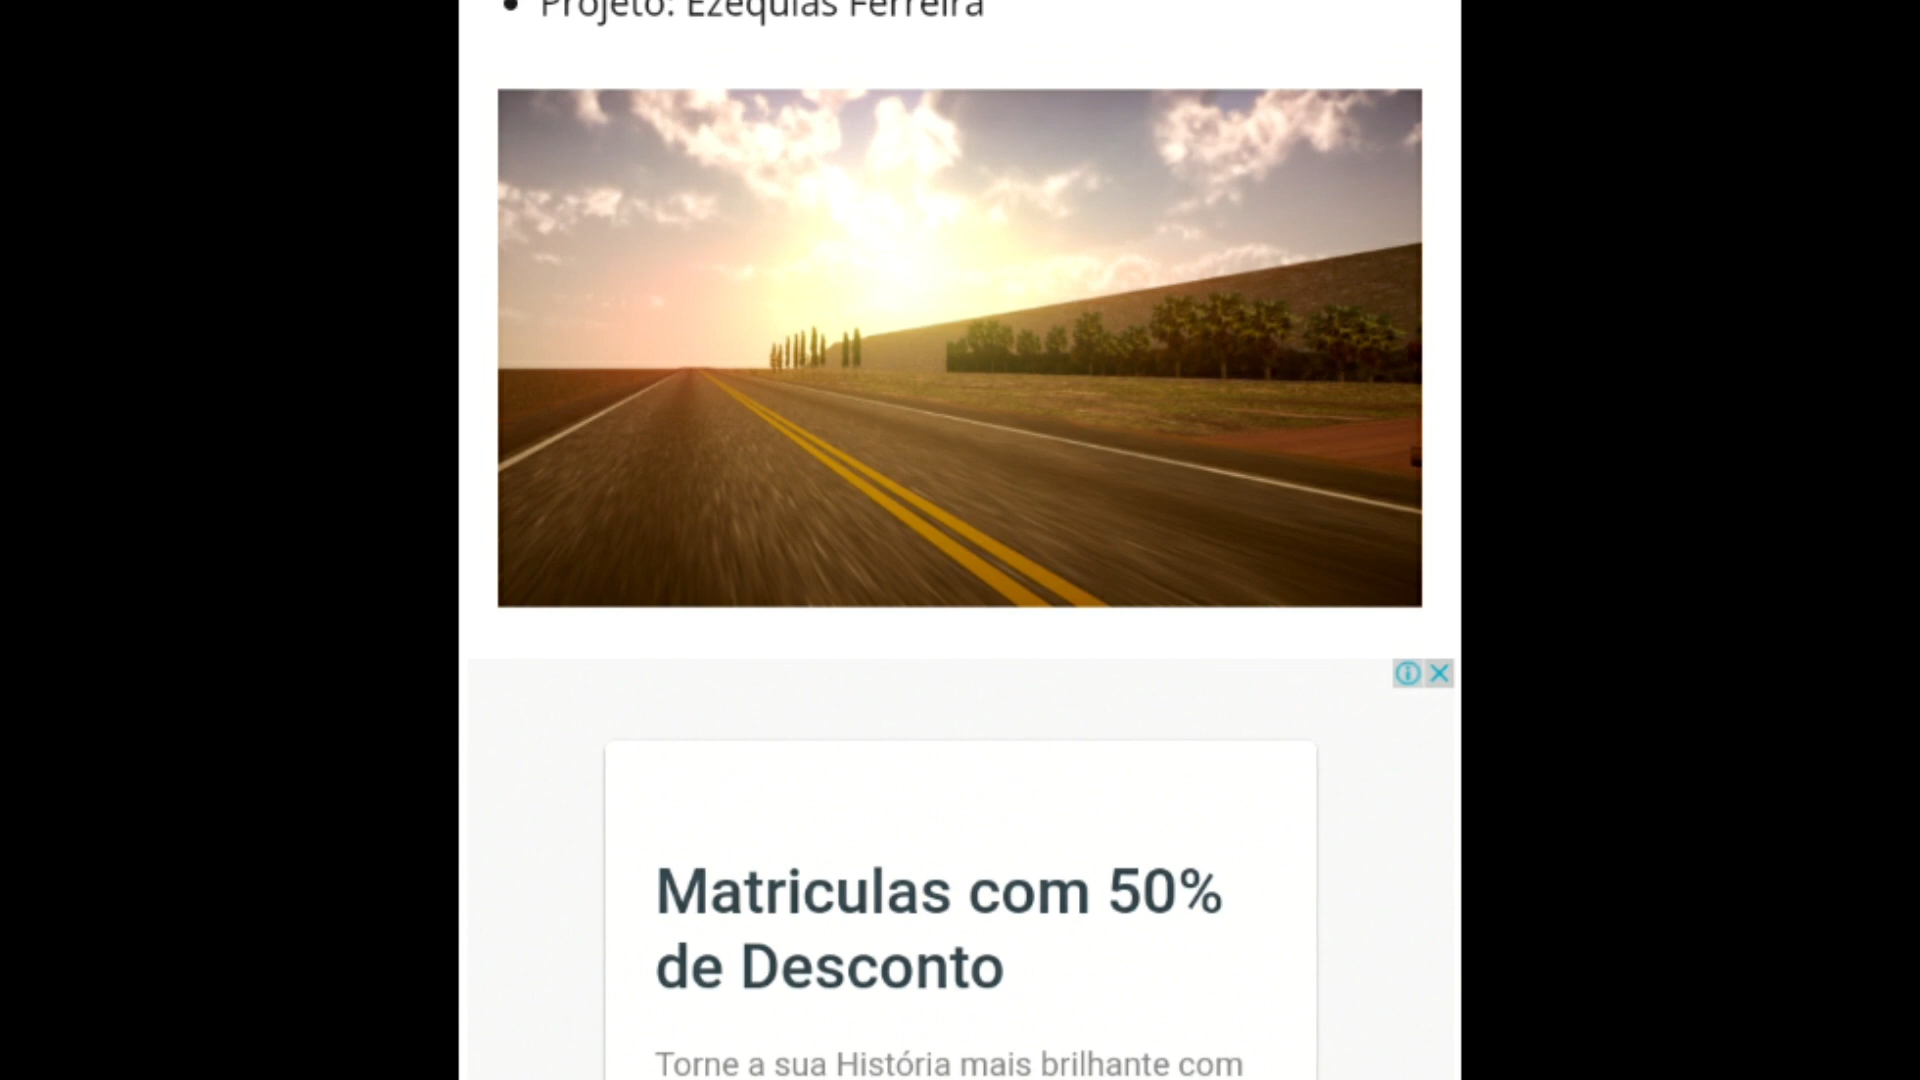 Projeto: Ezequias Ferreira
Matriculas com 50%
de Desconto
Torne a sua História mais brilhante com